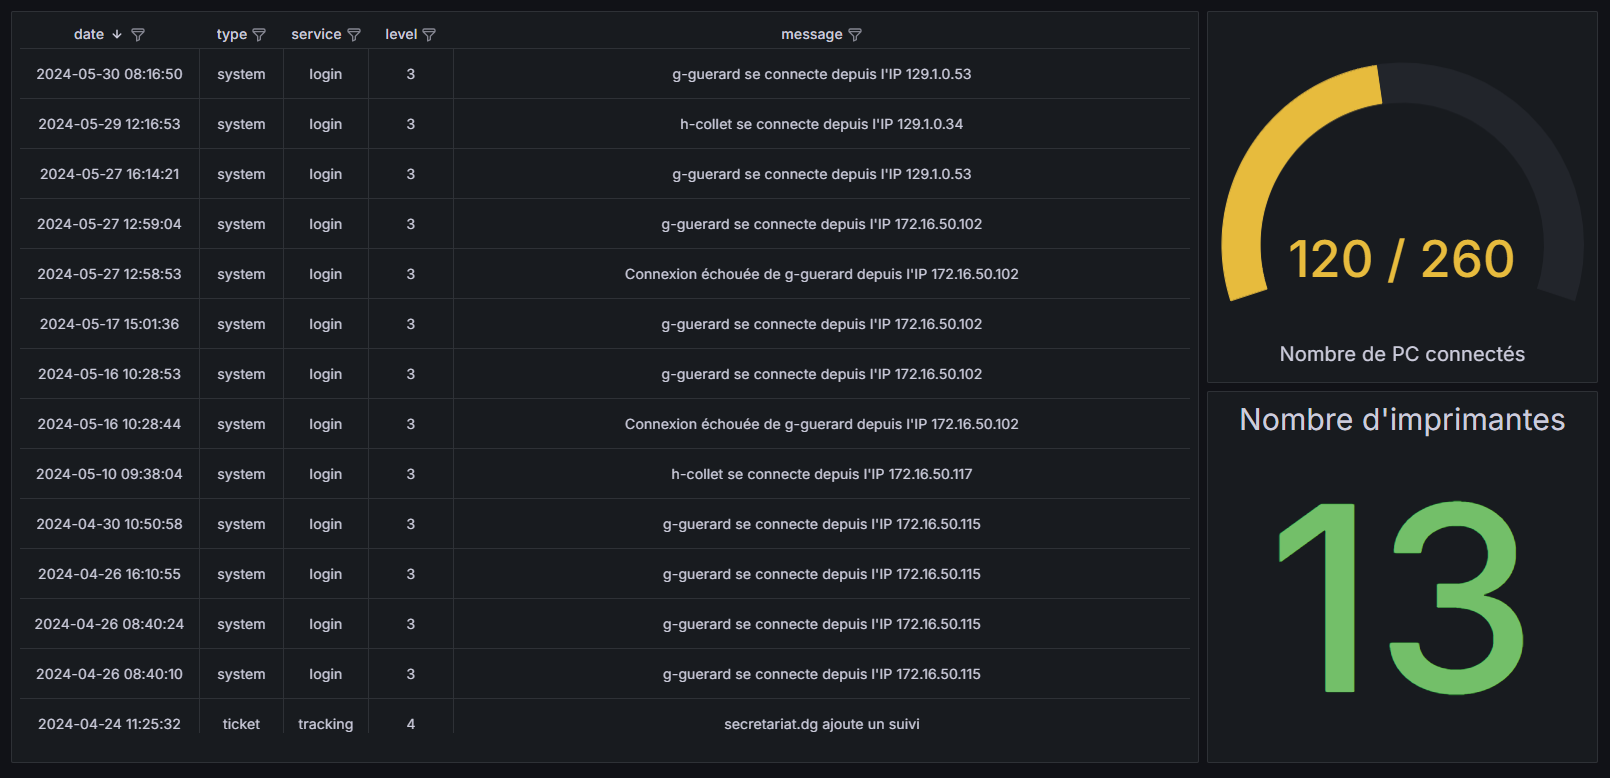 date type service level message
2024-05-30 08:16:50 system login 3 g-guerard se connecte depuis l'IP 129.1.0.53
2024-05-29 12:16:53 system login 3 h-collet se connecte depuis l'IP 129.1.0.34
2024-05-27 16:14:21 system login 3 g-guerard se connecte depuis l'IP 129.1.0.53
2024-05-27 12:59:04 system login 3 g-guerard se connecte depuis l'IP 172.16.50.102
2024-05-27 12:58:53 system login 3 Connexion échouée de g-guerard depuis l'IP 172.16.50.102
2024-05-17 15:01:36 system login 3 g-guerard se connecte depuis l'IP 172.16.50.102
2024-05-16 10:28:53 system login 3 g-guerard se connecte depuis l'IP 172.16.50.102
2024-05-16 10:28:44 system login 3 Connexion échouée de g-guerard depuis l'IP 172.16.50.102
2024-05-10 09:38:04 system login 3 h-collet se connecte depuis l'IP 172.16.50.117
2024-04-30 10:50:58 system login 3 g-guerard se connecte depuis l'IP 172.16.50.115
2024-04-26 16:10:55 system login 3 g-guerard se connecte depuis l'IP 172.16.50.115
2024-04-26 08:40:24 system login 3 g-guerard se connecte depuis l'IP 172.16.50.115
2024-04-26 08:40:10 system login 3 g-guerard se connecte depuis l'IP 172.16.50.115
2024-04-24 11:25:32 ticket tracking 4 secretariat.dg ajoute un suivi
120 / 260
Nombre de PC connectés
Nombre d'imprimantes
13